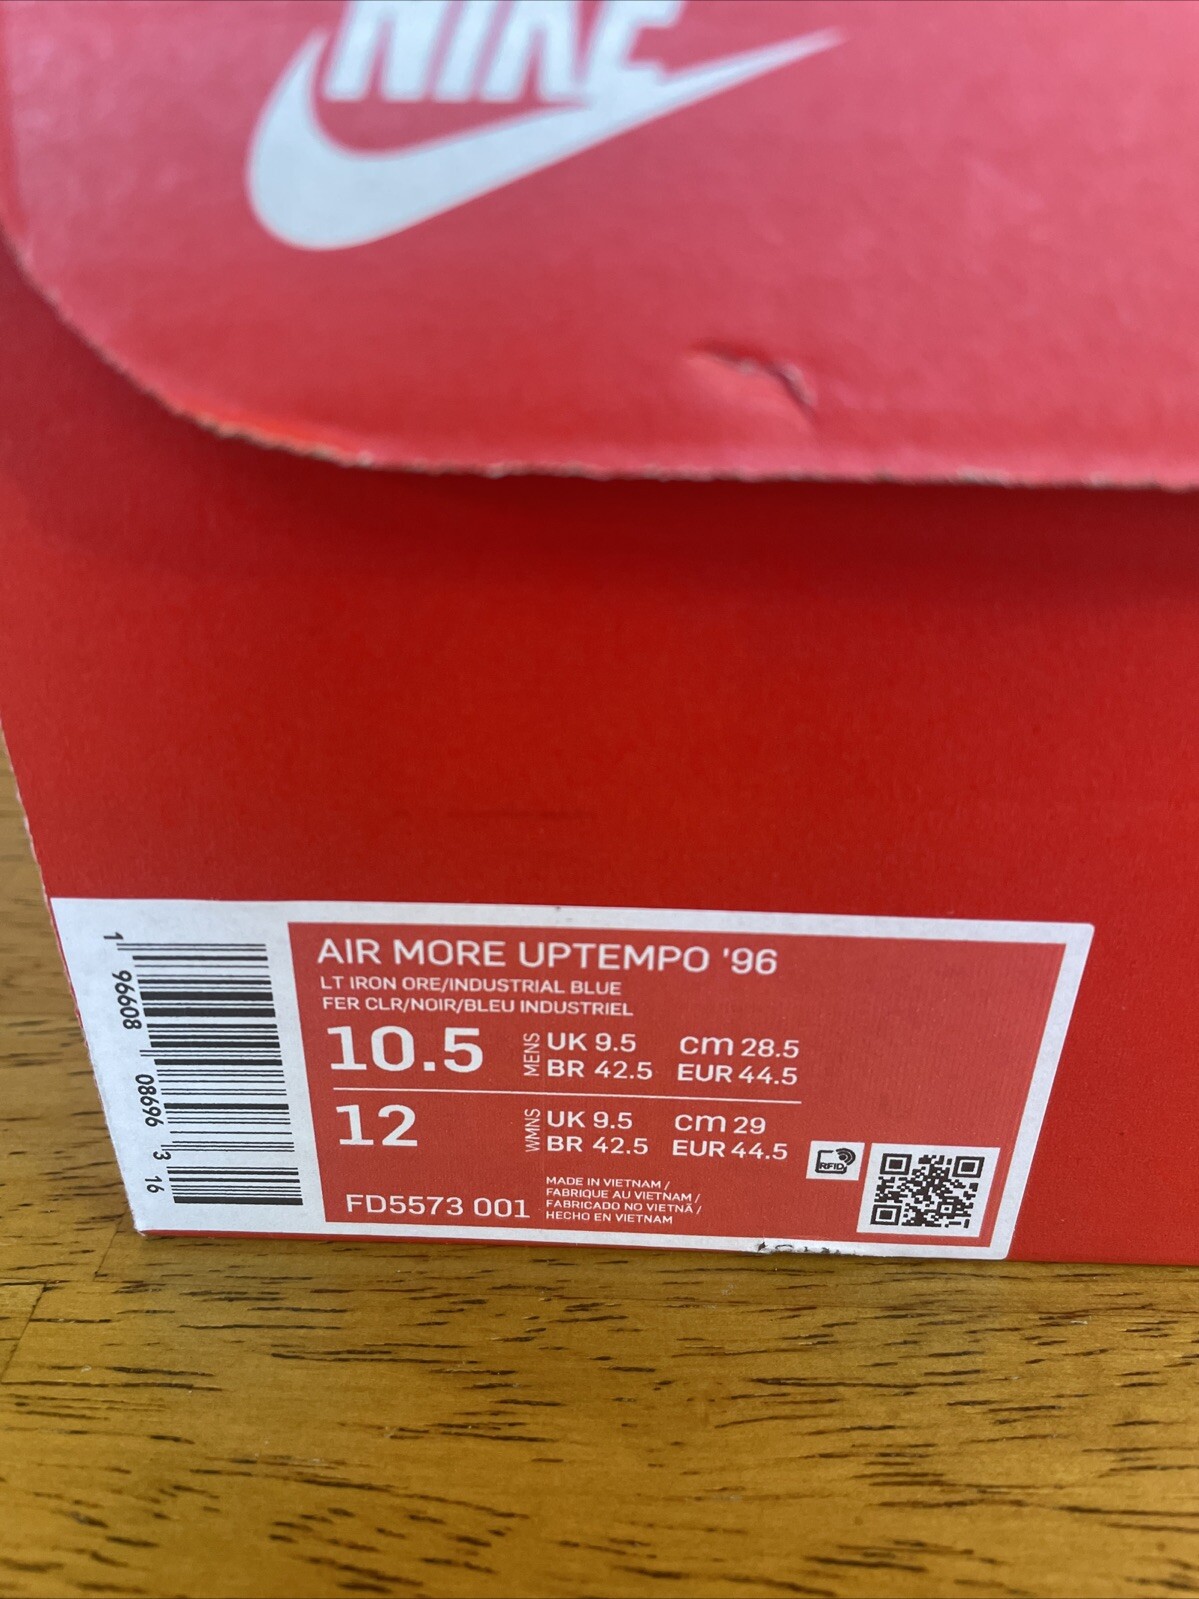 NIKE
AIR MORE UPTEMPO '96
LT IRON ORE/INDUSTRIAL BLUE
FER CLR/NOIR/BLEU INDUSTRIEL
10.5 MENS UK 9.5 cm 28.5
BR 42.5 EUR 44.5
12 WMNS UK 9.5 cm 29
BR 42.5 EUR 44.5
RFID
FD5573 001
MADE IN VIETNAM /
FABRIQUE AU VIETNAM /
FABRICADO NO VIETNÃ /
HECHO EN VIETNAM
1 96608 08696 3 16